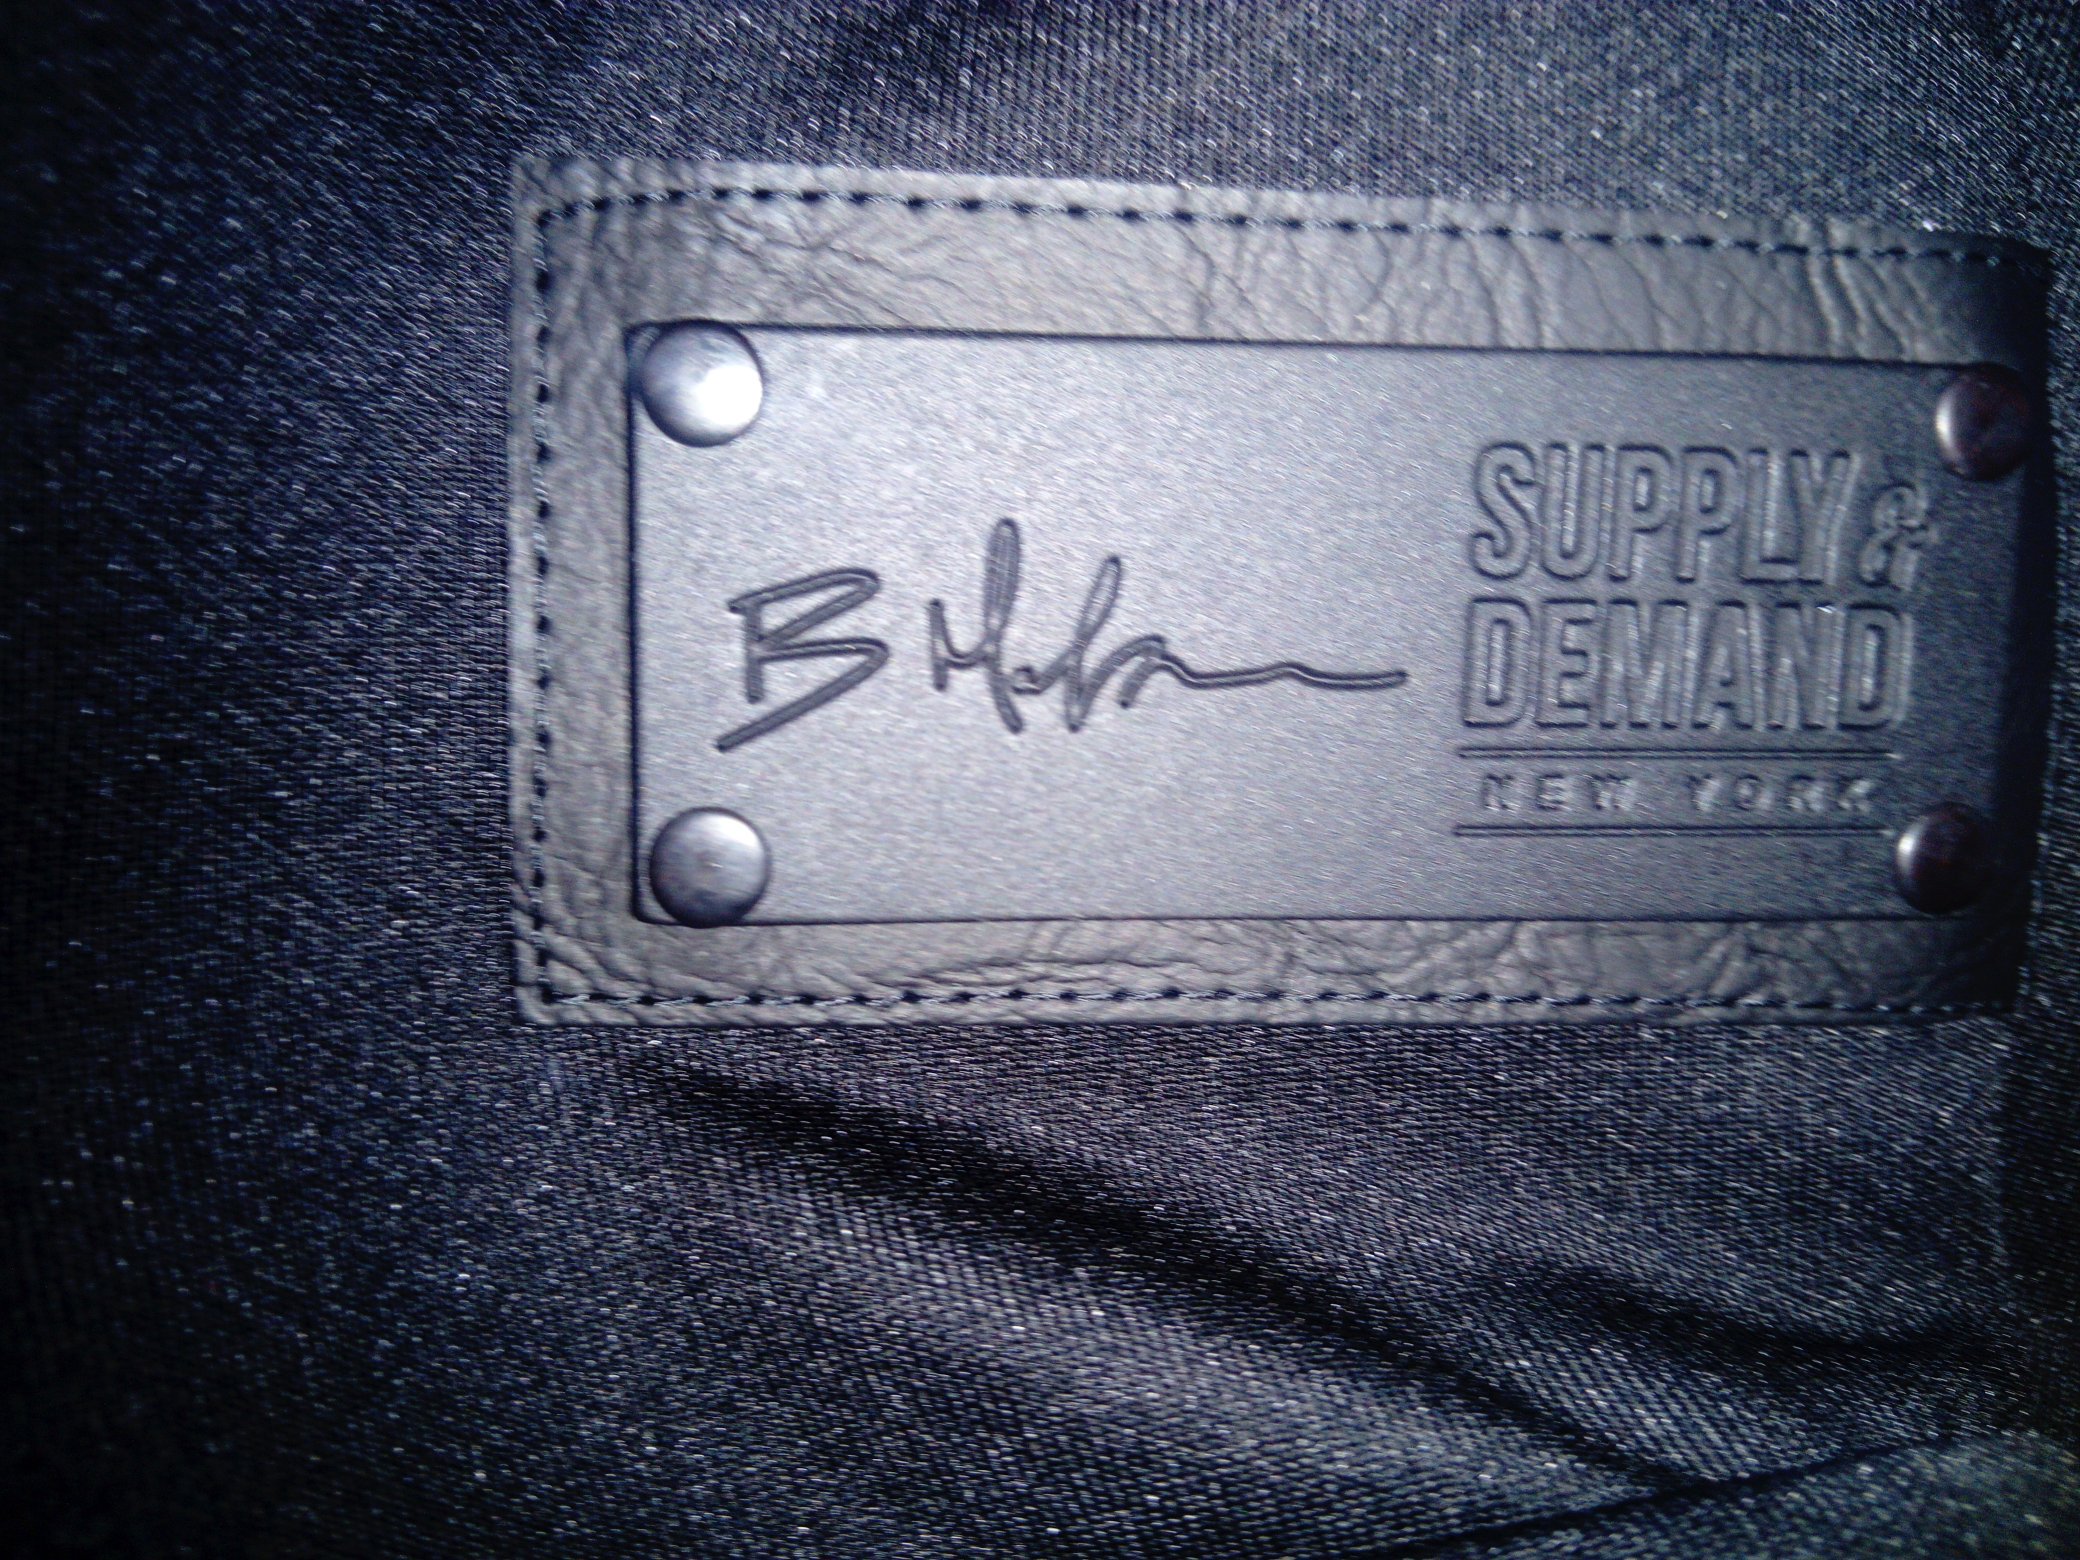 B
SUPPLY &
DEMAND
NEW YORK